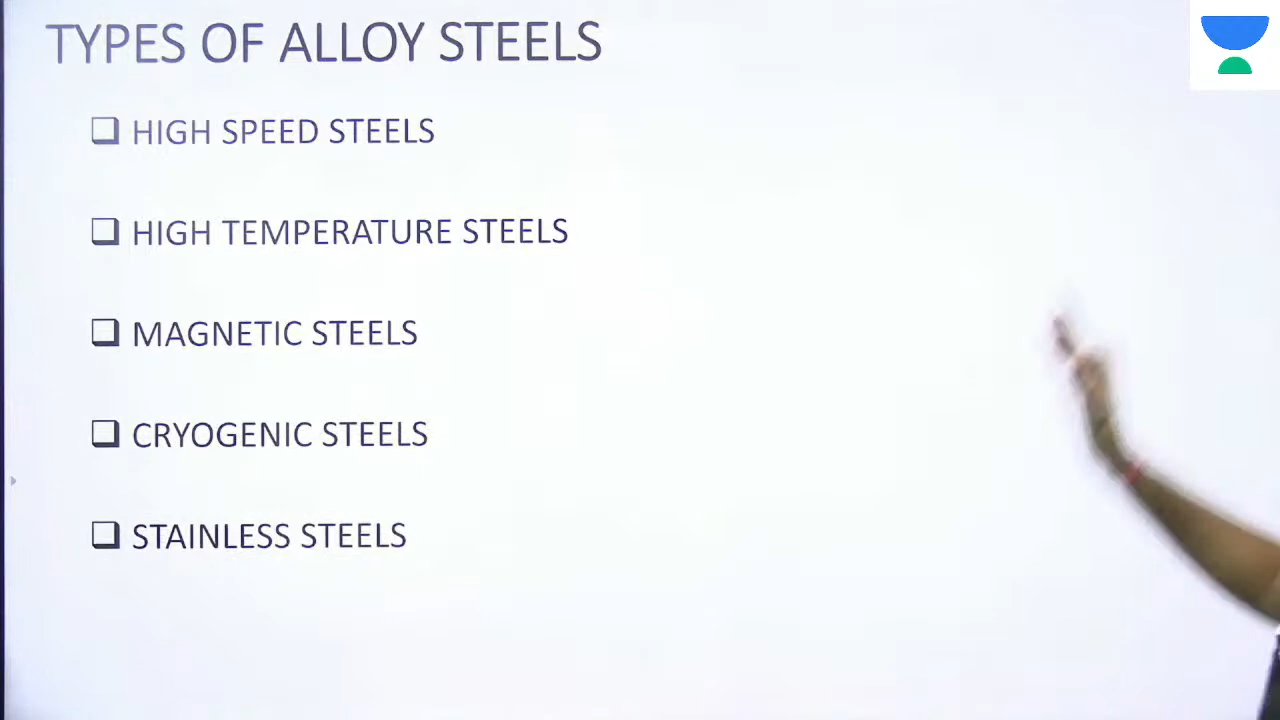 TYPES OF ALLOY STEELS
HIGH SPEED STEELS
HIGH TEMPERATURE STEELS
MAGNETIC STEELS
CRYOGENIC STEELS
STAINLESS STEELS